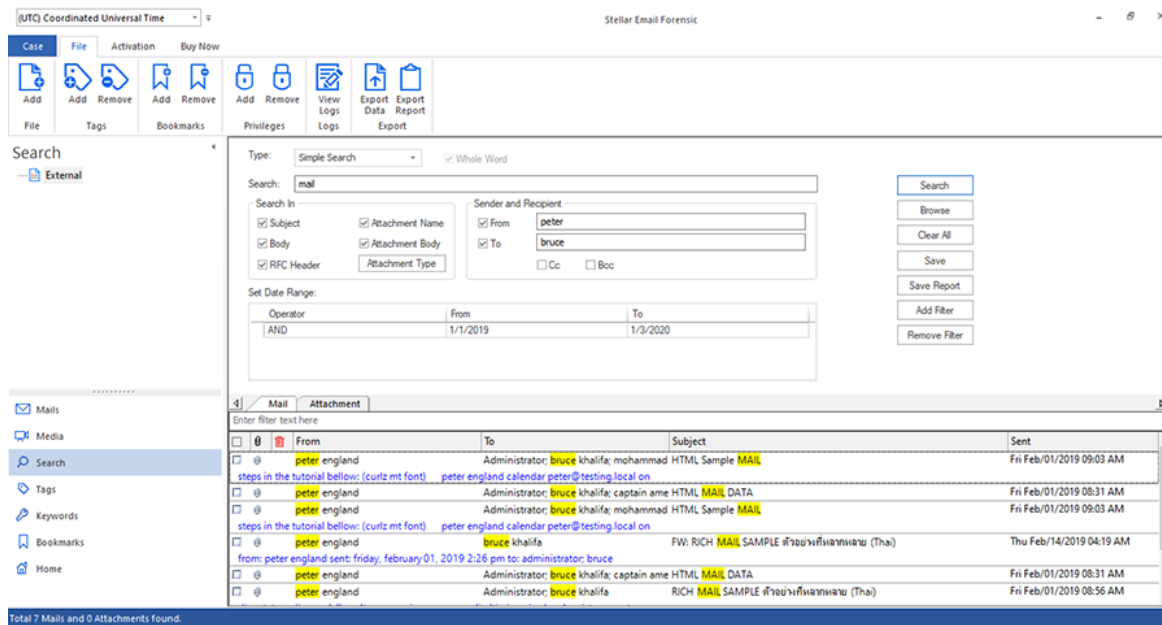 (UTC) Coordinated Universal Time
Stellar Email Forensic
Case File Activation Buy Now
Add Add Remove Add Remove Add Remove View Logs Export Data Export Report
File Tags Bookmarks Privileges Logs Export
Search
External
Type: Simple Search Whole Word
Search: mail
Search In
Subject Attachment Name
Body Attachment Body
RFC Header Attachment Type
Sender and Recipient
From peter
To bruce
Cc Bcc
Set Date Range:
Operator From To
AND 1/1/2019 1/3/2020
Search
Browse
Clear All
Save
Save Report
Add Filter
Remove Filter
Mails
Media
Search
Tags
Keywords
Bookmarks
Home
Mail Attachment
Enter filter text here
From To Subject Sent
peter england Administrator; bruce khalifa; mohammad HTML Sample MAIL Fri Feb/01/2019 09:03 AM
steps in the tutorial bellow: (curlz mt font) peter england calendar peter@testing.local on
peter england Administrator; bruce khalifa; captain ame HTML MAIL DATA Fri Feb/01/2019 08:31 AM
peter england Administrator; bruce khalifa; mohammad HTML Sample MAIL Fri Feb/01/2019 09:03 AM
steps in the tutorial bellow: (curlz mt font) peter england calendar peter@testing.local on
peter england bruce khalifa FW: RICH MAIL SAMPLE ตัวอย่างที่หลากหลาย (Thai) Thu Feb/14/2019 04:19 AM
from: peter england sent: friday, february 01, 2019 2:26 pm to: administrator; bruce
peter england Administrator; bruce khalifa; captain ame HTML MAIL DATA Fri Feb/01/2019 08:31 AM
peter england Administrator; bruce khalifa RICH MAIL SAMPLE ตัวอย่างที่หลากหลาย (Thai) Fri Feb/01/2019 08:56 AM
Total 7 Mails and 0 Attachments found.